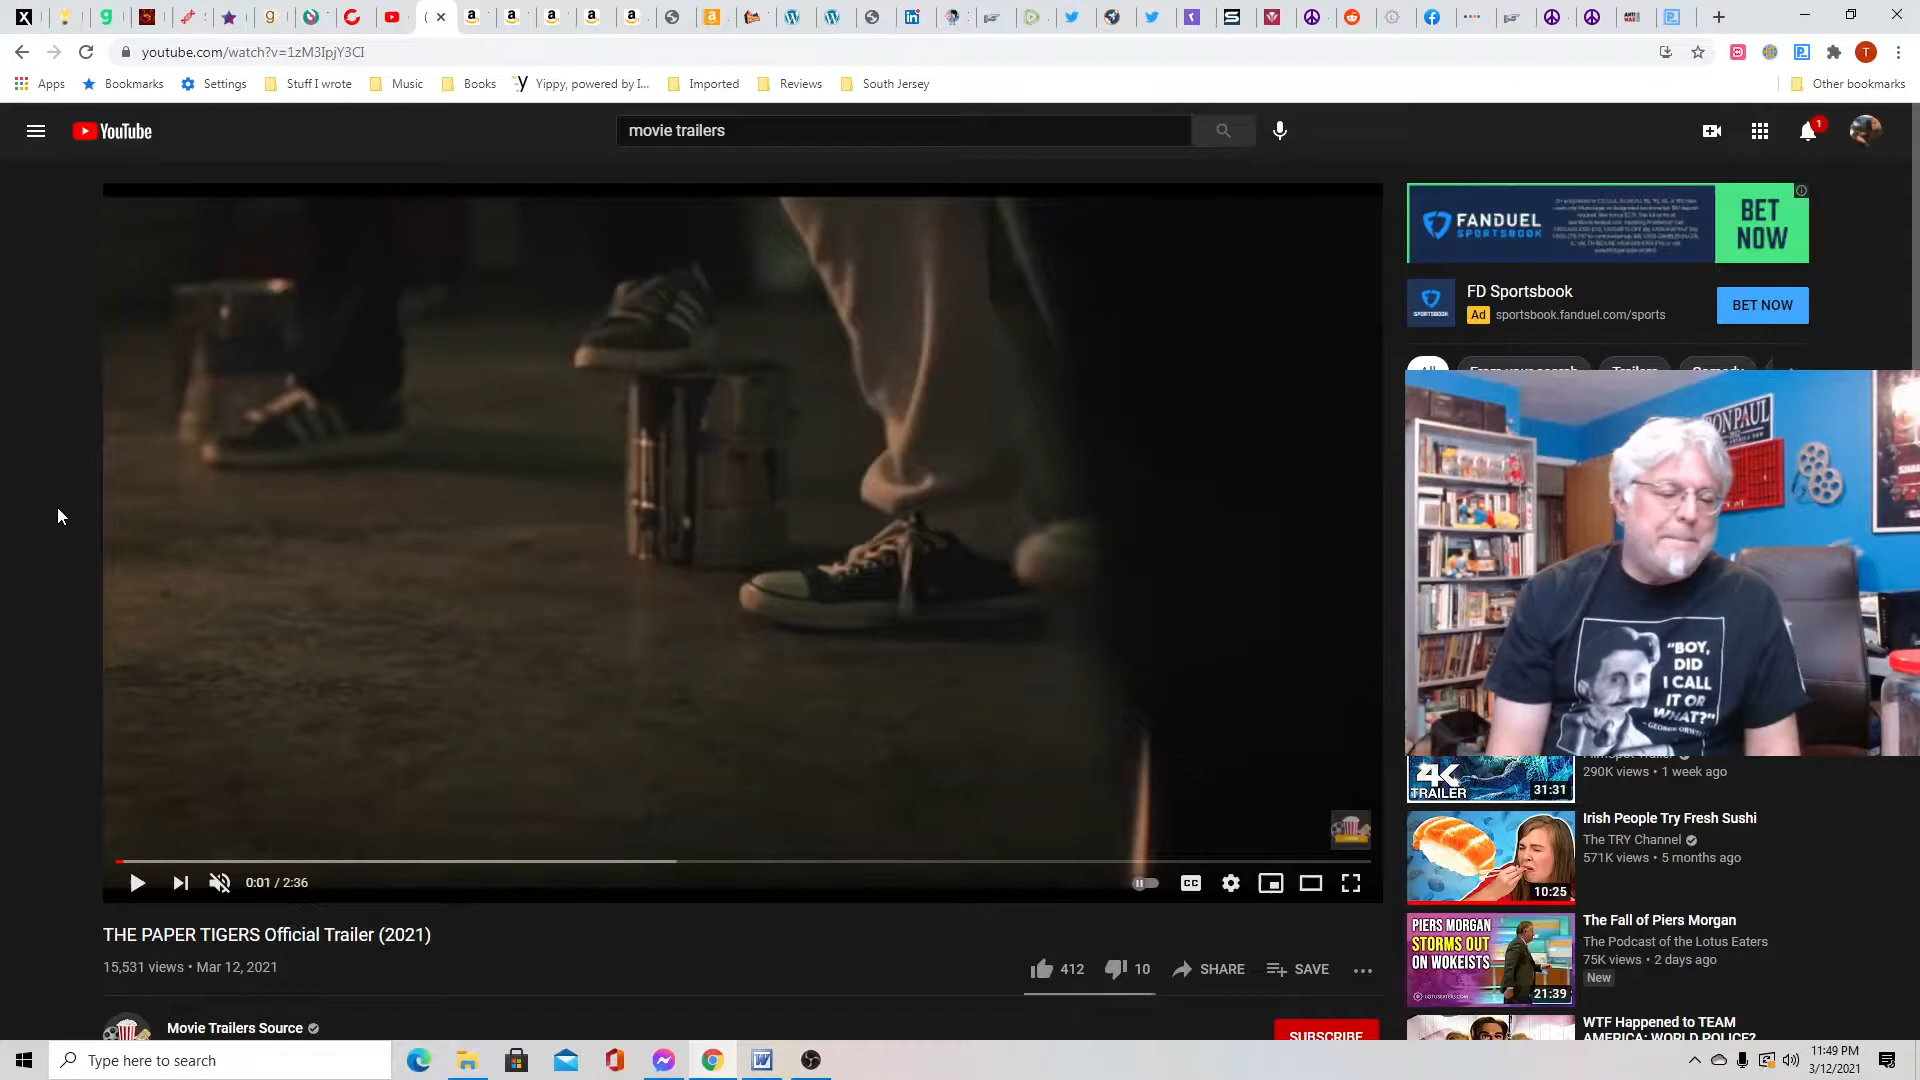 youtube.com/watch?v=1zM3IpjY3CI
Apps
Bookmarks
Settings
Stuff I wrote
Music
Books
Yippy, powered by I...
Imported
Reviews
South Jersey
Other bookmarks
YouTube
movie trailers
1
FANDUEL
SPORTSBOOK
BET
NOW
FD Sportsbook
Ad sportsbook.fanduel.com/sports
BET NOW
"BOY,
DID
I CALL
IT OR
WHAT?"
4K
TRAILER
31:31
290K views • 1 week ago
Irish People Try Fresh Sushi
The TRY Channel
571K views • 5 months ago
10:25
PIERS MORGAN
STORMS OUT
ON WOKEISTS
21:39
The Fall of Piers Morgan
The Podcast of the Lotus Eaters
75K views • 2 days ago
New
WTF Happened to TEAM
AMERICA: WORLD POLICE?
0:01 / 2:36
CC
THE PAPER TIGERS Official Trailer (2021)
15,531 views • Mar 12, 2021
412
10
SHARE
SAVE
Movie Trailers Source
SUBSCRIBE
Type here to search
11:49 PM
3/12/2021